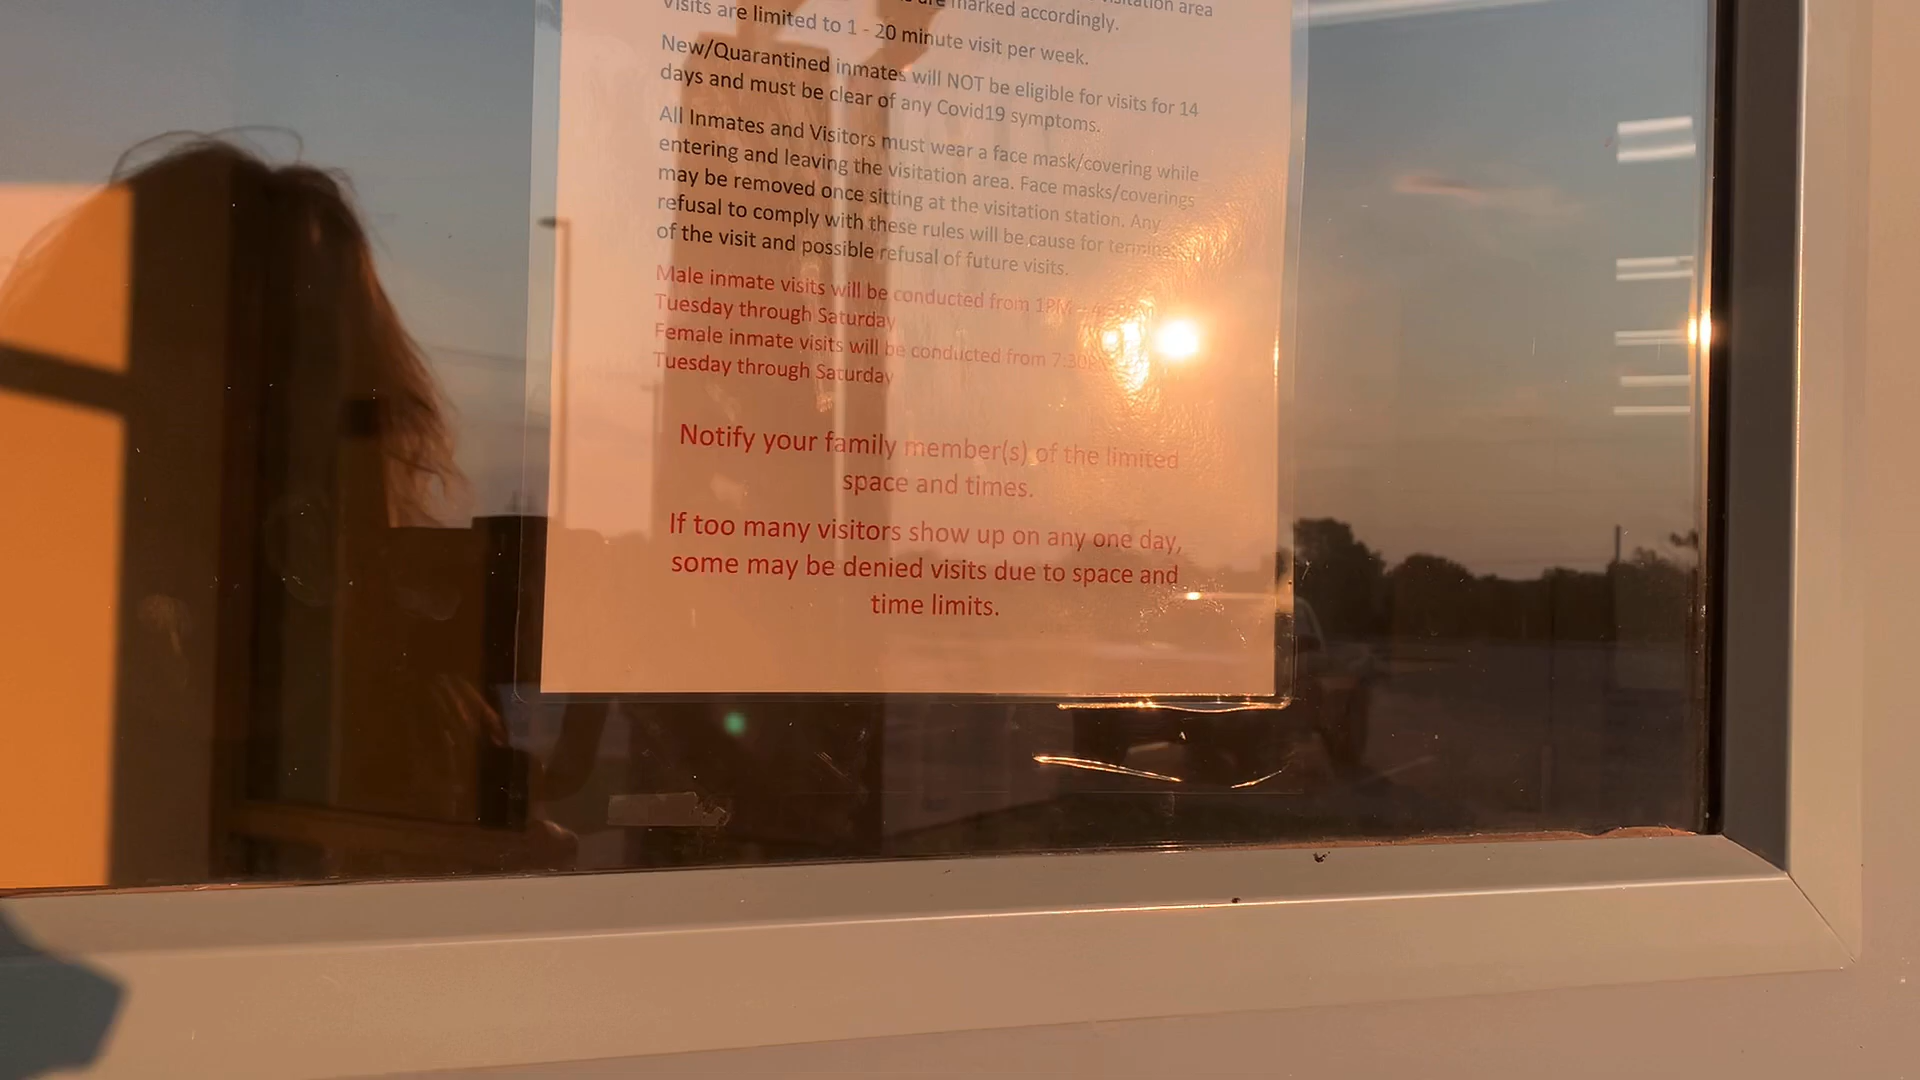 visitation area
are marked accordingly.
Visits are limited to 1 - 20 minute visit per week.
New/Quarantined inmates will NOT be eligible for visits for 14
days and must be clear of any Covid19 symptoms.
All Inmates and Visitors must wear a face mask/covering while
entering and leaving the visitation area. Face masks/coverings
may be removed once sitting at the visitation station. Any
refusal to comply with these rules will be cause for
of the visit and possible refusal of future visits.
Male inmate visits will be conducted from 1PM –
Tuesday through Saturday
Female inmate visits will be conducted from
Tuesday through Saturday
Notify your family member(s) of the limited
space and times.
If too many visitors show up on any one day,
some may be denied visits due to space and
time limits.